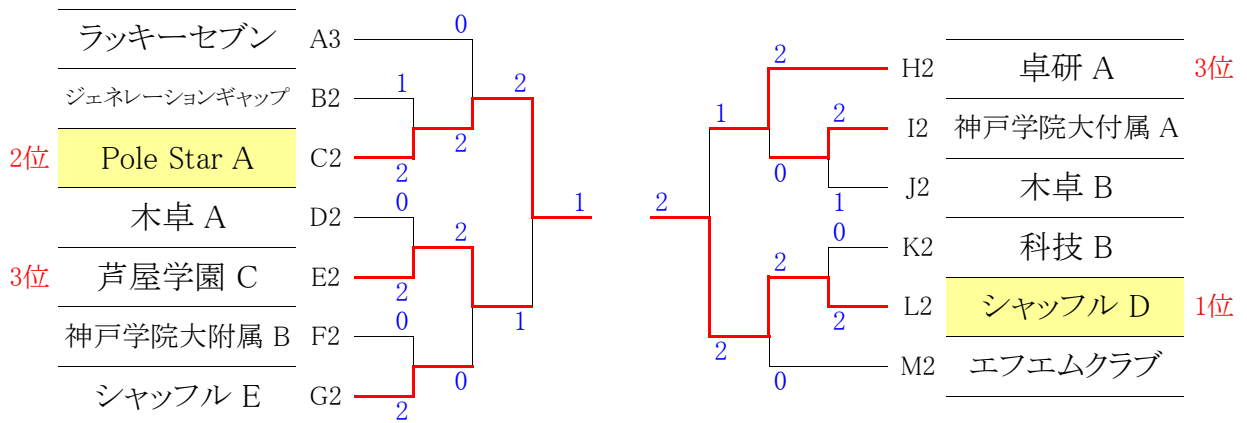 ラッキーセブン A3 0
ジェネレーションギャップ B2 1 2
2位 Pole Star A C2 2 2
木卓 A D2 0 1
3位 芦屋学園 C E2 2 2
神戸学院大附属 B F2 0 1
シャッフル E G2 2 0
2 H2 卓研 A 3位
1 2 I2 神戸学院大付属 A
0 J2 木卓 B
2 1 0 K2 科技 B
2 2 L2 シャッフル D 1位
2 0 M2 エフエムクラブ